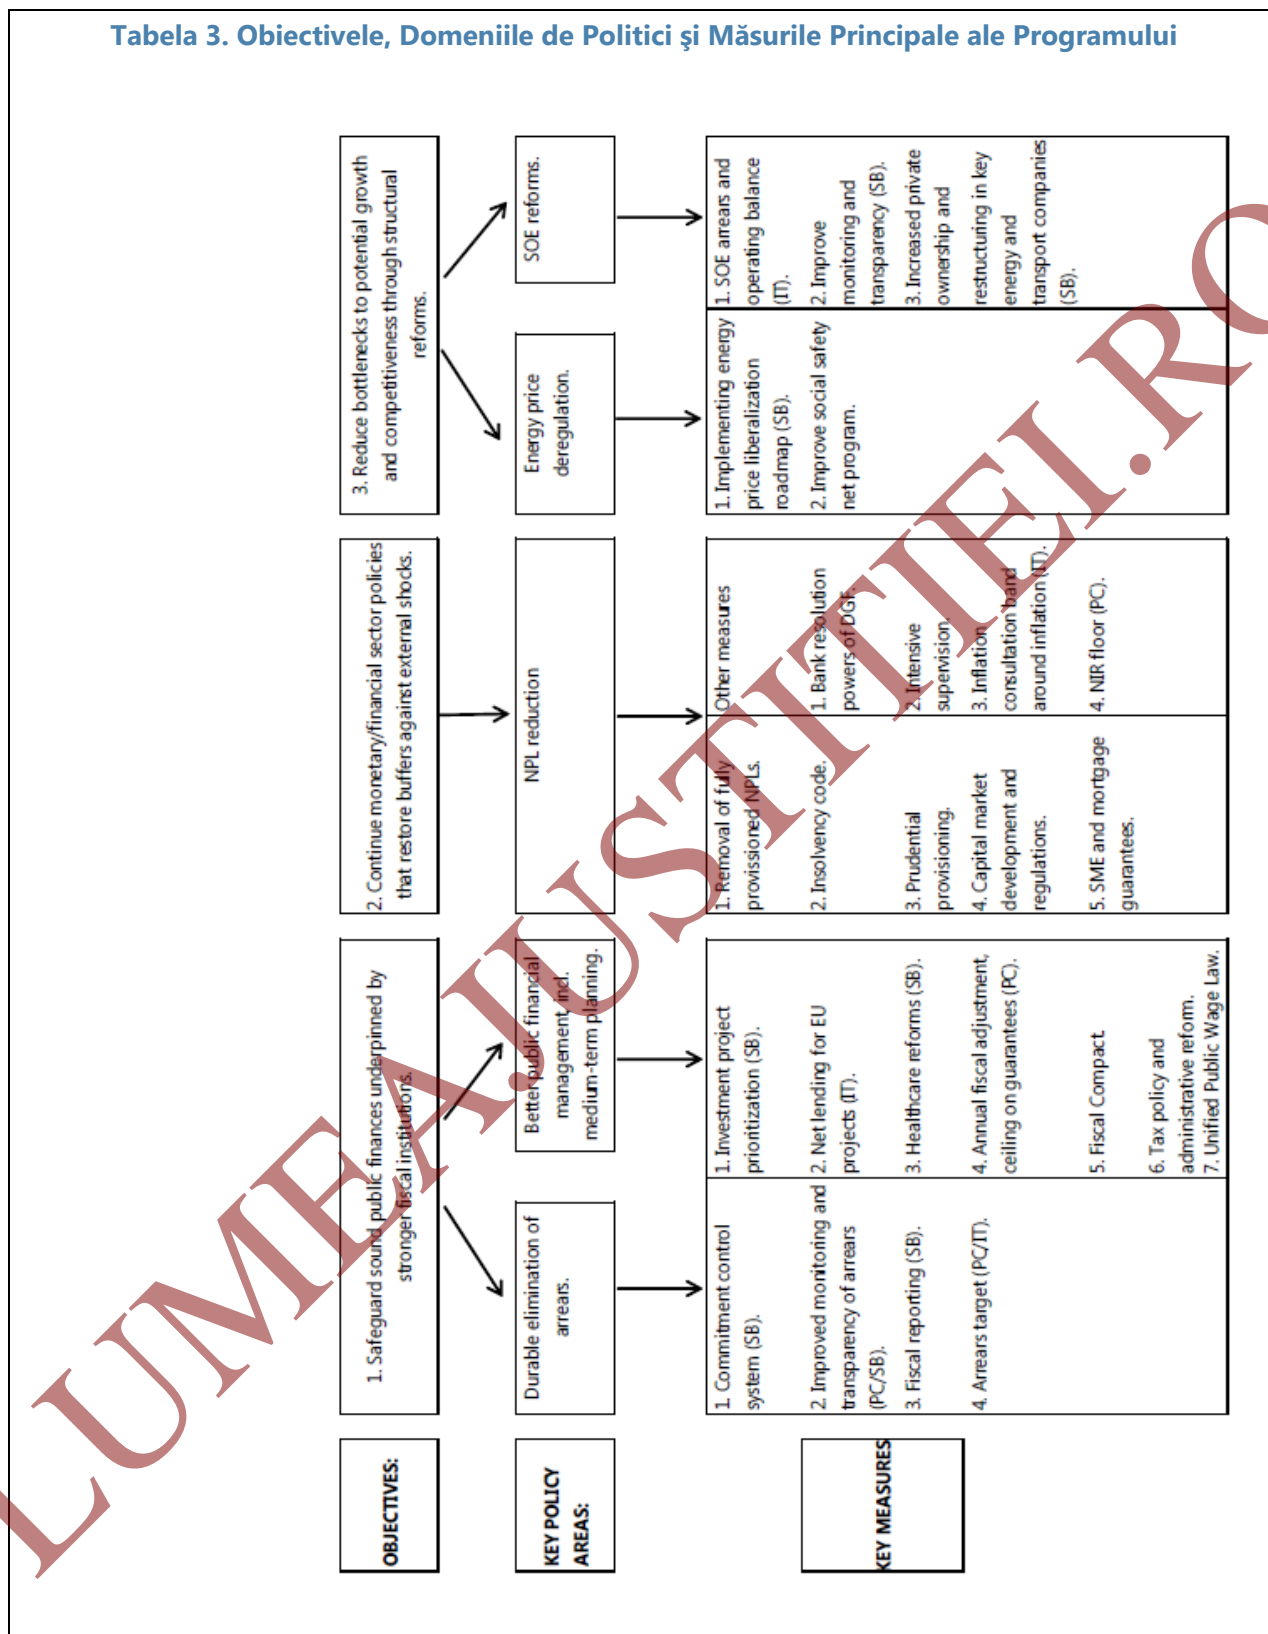 Tabela 3. Obiectivele, Domeniile de Politici și Măsurile Principale ale Programului
OBJECTIVES:
1. Safeguard sound public finances underpinned by
stronger fiscal institutions.
2. Continue monetary/financial sector policies
that restore buffers against external shocks.
3. Reduce bottlenecks to potential growth
and competitiveness through structural
reforms.
KEY POLICY
AREAS:
Durable elimination of
arrears.
Better public financial
management, incl.
medium-term planning.
NPL reduction
Energy price
deregulation.
SOE reforms.
KEY MEASURES
1. Commitment control
system (SB).
2. Improved monitoring and
transparency of arrears
(PC/SB).
3. Fiscal reporting (SB).
4. Arrears target (PC/IT).
1. Investment project
prioritization (SB).
2. Net lending for EU
projects (IT).
3. Healthcare reforms (SB).
4. Annual fiscal adjustment,
ceiling on guarantees (PC).
5. Fiscal Compact.
6. Tax policy and
administrative reform.
7. Unified Public Wage Law.
1. Removal of fully
provissioned NPLs.
2. Insolvency code.
3. Prudential
provisioning.
4. Capital market
development and
regulations.
5. SME and mortgage
guarantees.
Other measures
1. Bank resolution
powers of DGF.
2. Intensive
supervision.
3. Inflation
consultation band
around inflation (IT).
4. NIR floor (PC).
1. Implementing energy
price liberalization
roadmap (SB).
2. Improve social safety
net program.
1. SOE arrears and
operating balance
(IT).
2. Improve
monitoring and
transparency (SB).
3. Increased private
ownership and
restructuring in key
energy and
transport companies
(SB).
LUMEAJUSTITIEI.RO